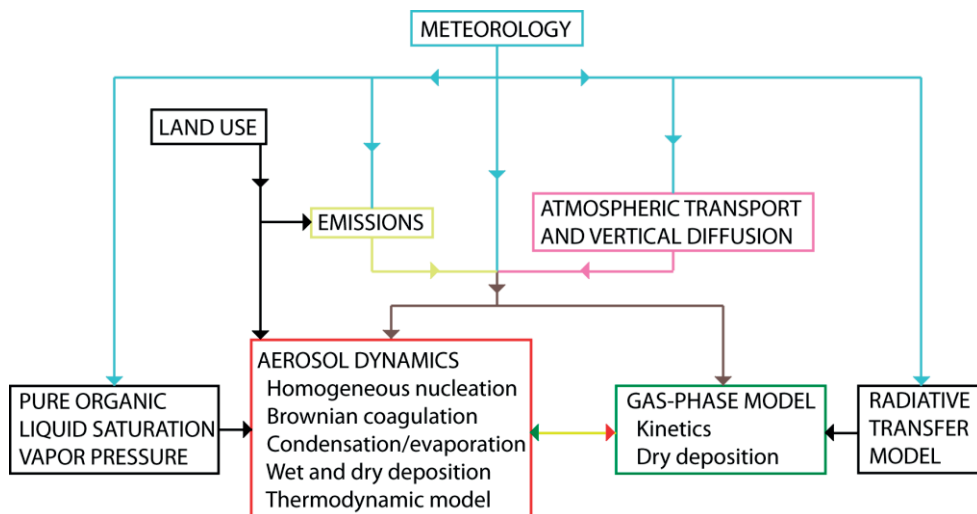 METEOROLOGY
LAND USE
EMISSIONS
ATMOSPHERIC TRANSPORT
AND VERTICAL DIFFUSION
AEROSOL DYNAMICS
Homogeneous nucleation
Brownian coagulation
Condensation/evaporation
Wet and dry deposition
Thermodynamic model
PURE ORGANIC
LIQUID SATURATION
VAPOR PRESSURE
GAS-PHASE MODEL
Kinetics
Dry deposition
RADIATIVE
TRANSFER
MODEL